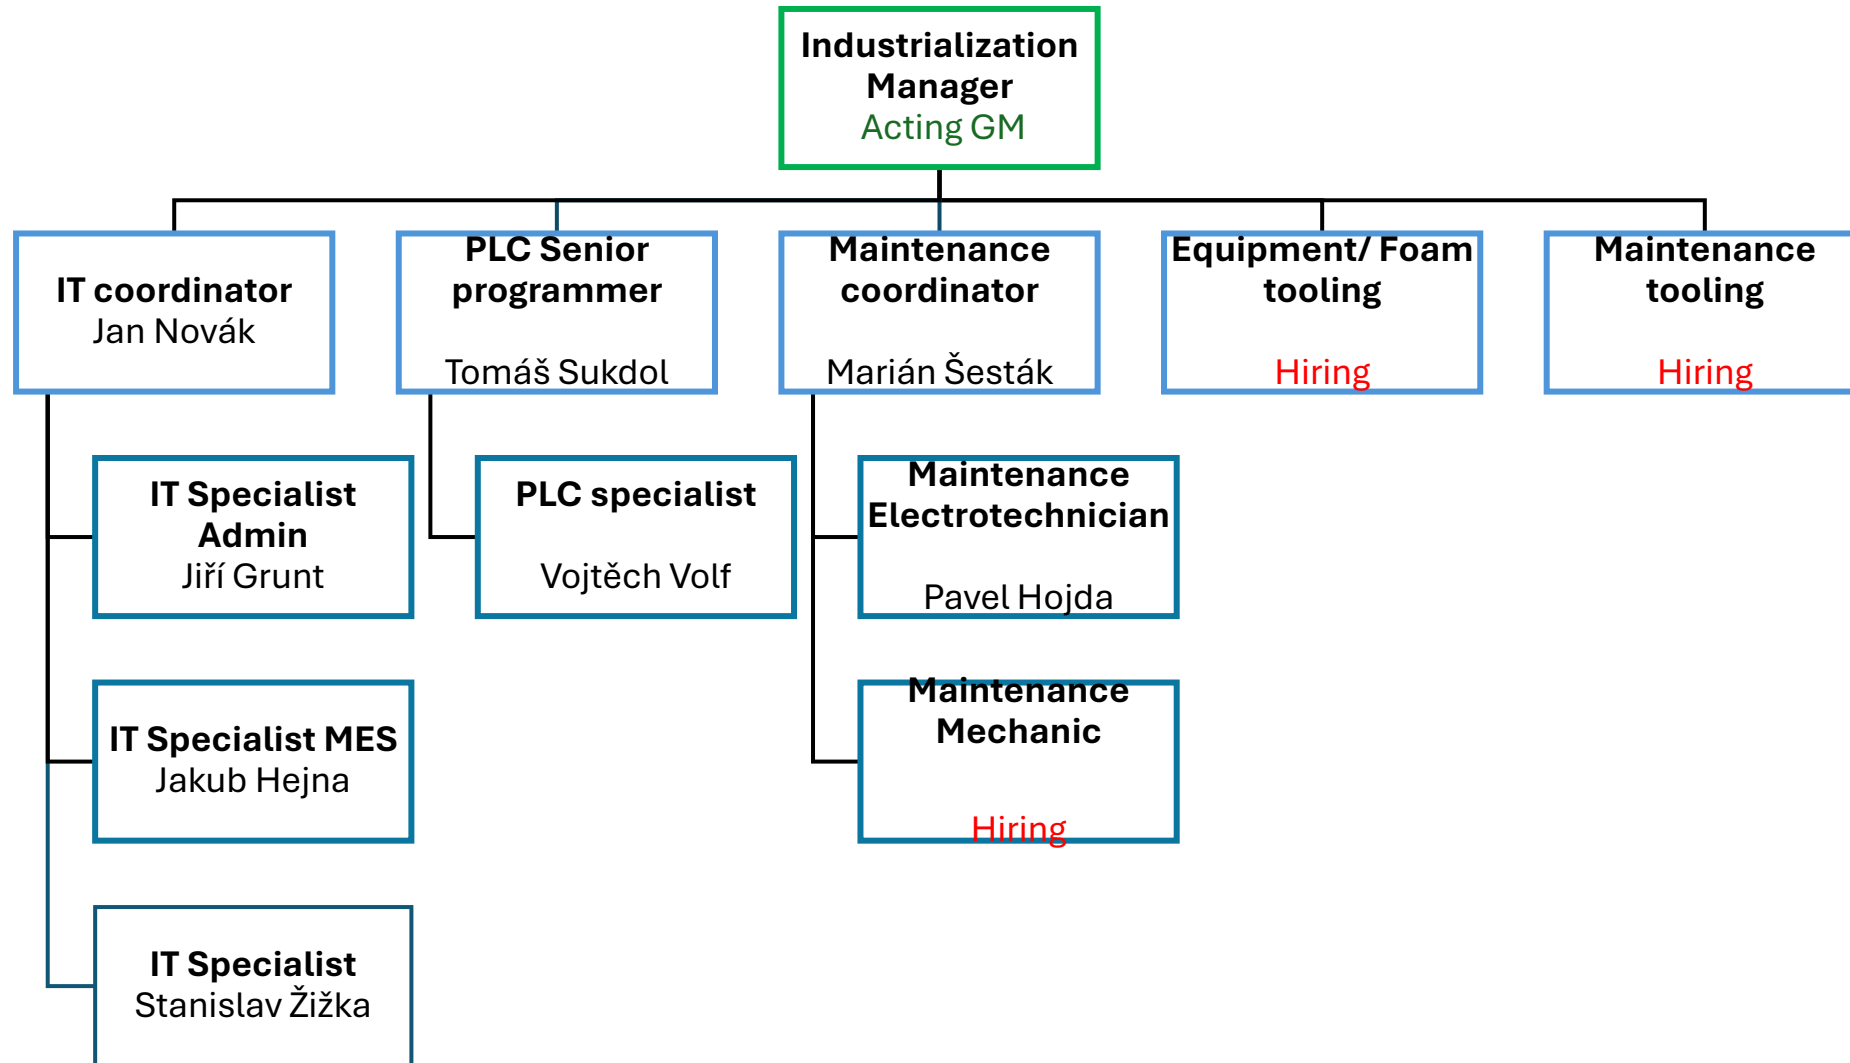 Industrialization
Manager
Acting GM
IT coordinator
Jan Novák
PLC Senior
programmer
Tomáš Sukdol
Maintenance
coordinator
Marián Šesták
Equipment/ Foam
tooling
Hiring
Maintenance
tooling
Hiring
IT Specialist
Admin
Jiří Grunt
PLC specialist
Vojtěch Volf
Maintenance
Electrotechnician
Pavel Hojda
IT Specialist MES
Jakub Hejna
Maintenance
Mechanic
Hiring
IT Specialist
Stanislav Žižka